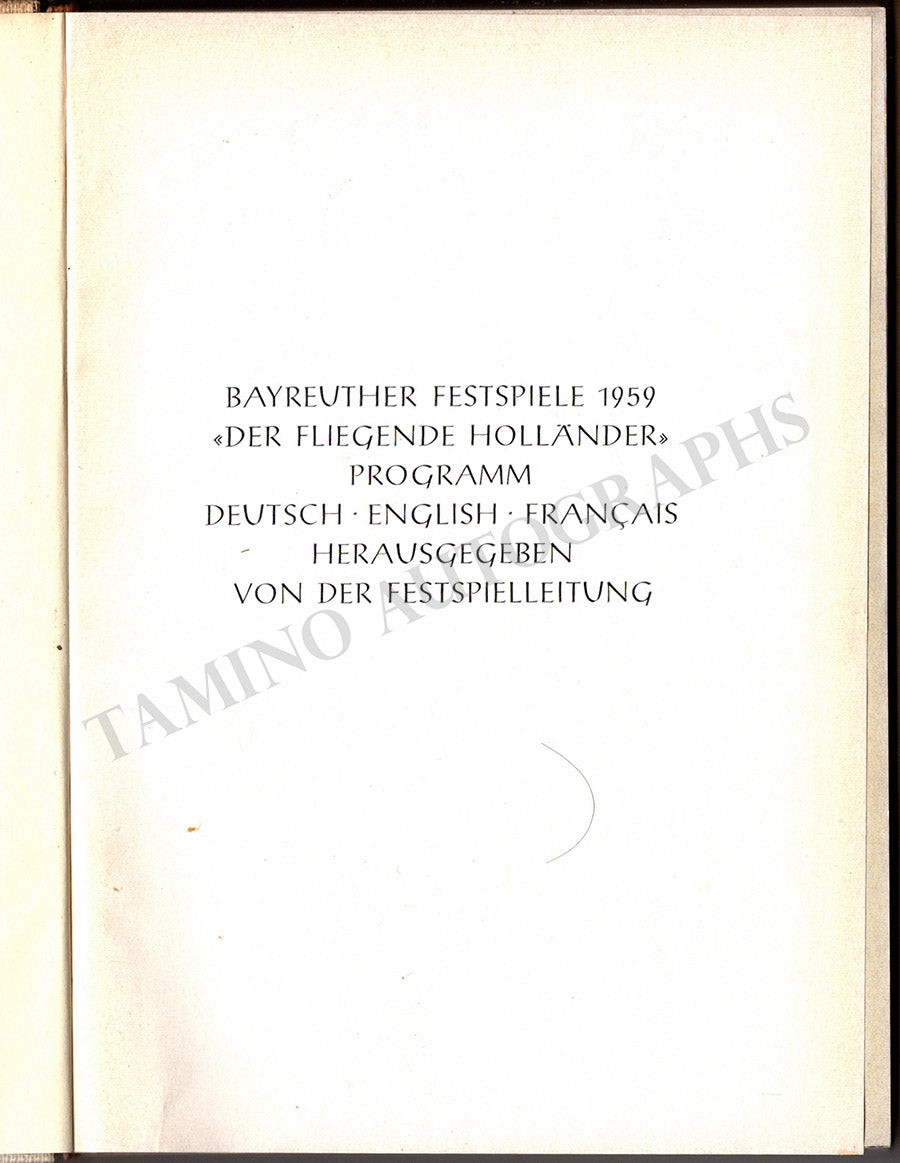 BAYREUTHER FESTSPIELE 1959
«DER FLIEGENDE HOLLÄNDER»
PROGRAMM
DEUTSCH · ENGLISH · FRANÇAIS
HERAUSGEGEBEN
VON DER FESTSPIELLEITUNG
TAMINO AUTOGRAPHS